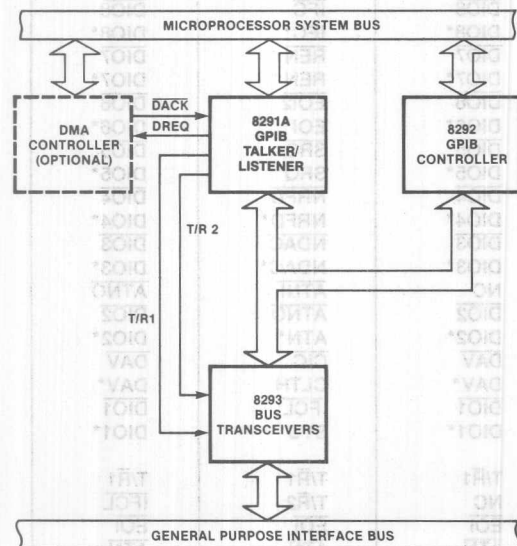 MICROPROCESSOR SYSTEM BUS
DMA
CONTROLLER
(OPTIONAL)
D̅A̅C̅K̅
DREQ
8291A
GPIB
TALKER/
LISTENER
8292
GPIB
CONTROLLER
T/R 2
T/R1
8293
BUS
TRANSCEIVERS
GENERAL PURPOSE INTERFACE BUS